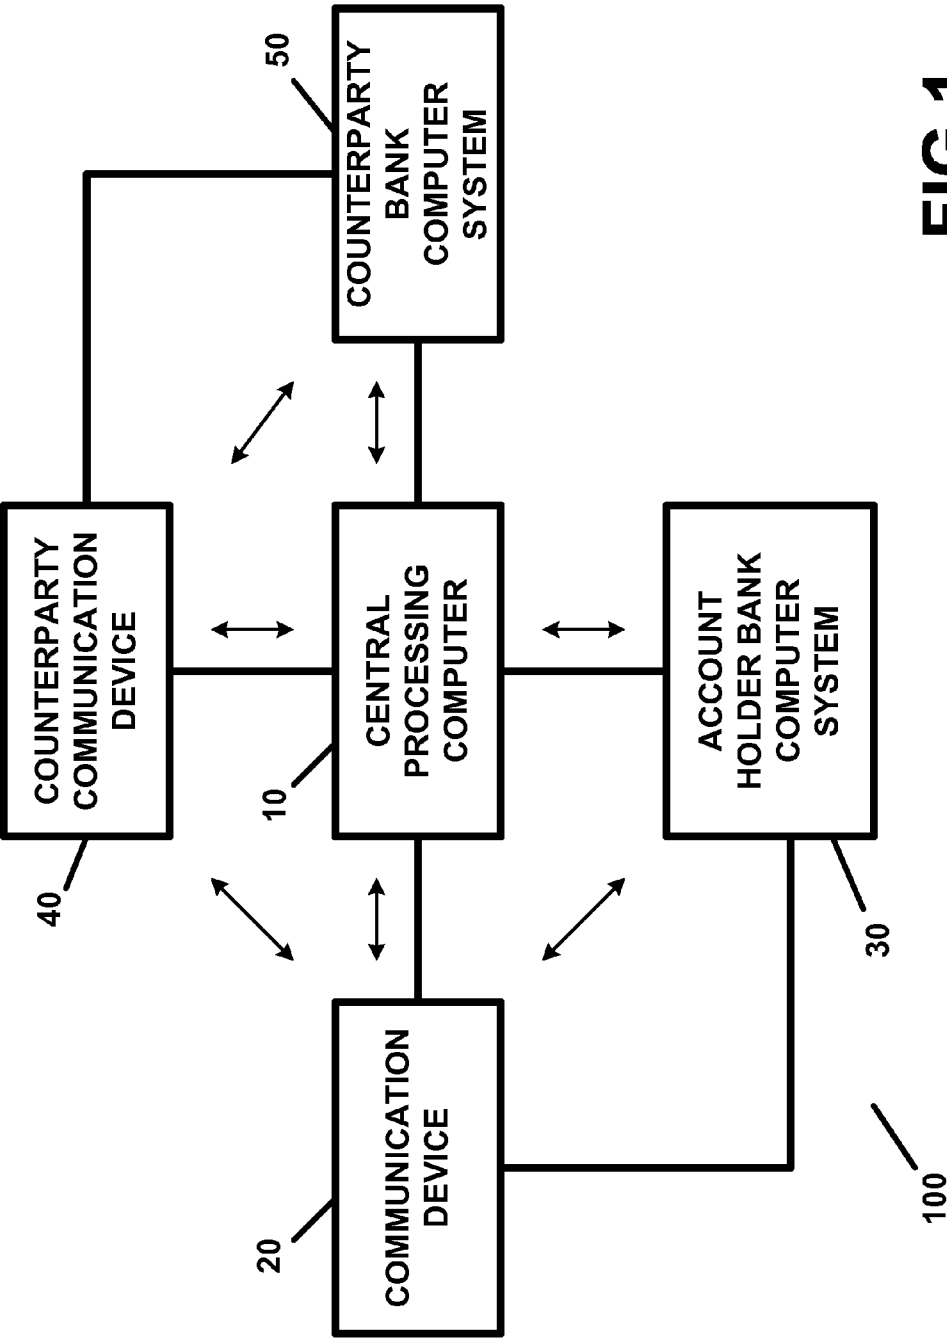 40
COUNTERPARTY
COMMUNICATION
DEVICE
20
COMMUNICATION
DEVICE
10
CENTRAL
PROCESSING
COMPUTER
50
COUNTERPARTY
BANK
COMPUTER
SYSTEM
30
ACCOUNT
HOLDER BANK
COMPUTER
SYSTEM
100
FIG 1